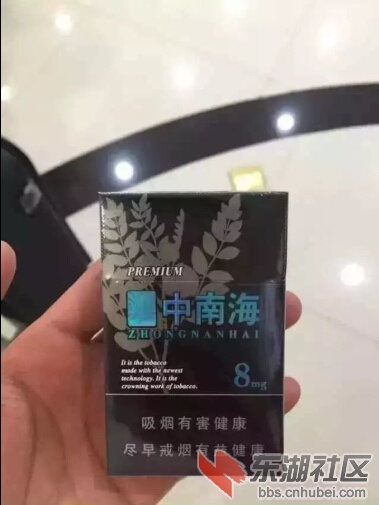 PREMIUM
中南海
ZHONGNANHAI
It is the tobacco
made with the newest
technology. It is the
crowning work of tobacco.
8mg
吸烟有害健康
尽早戒烟有益健康
东湖社区
bbs.cnhubei.com